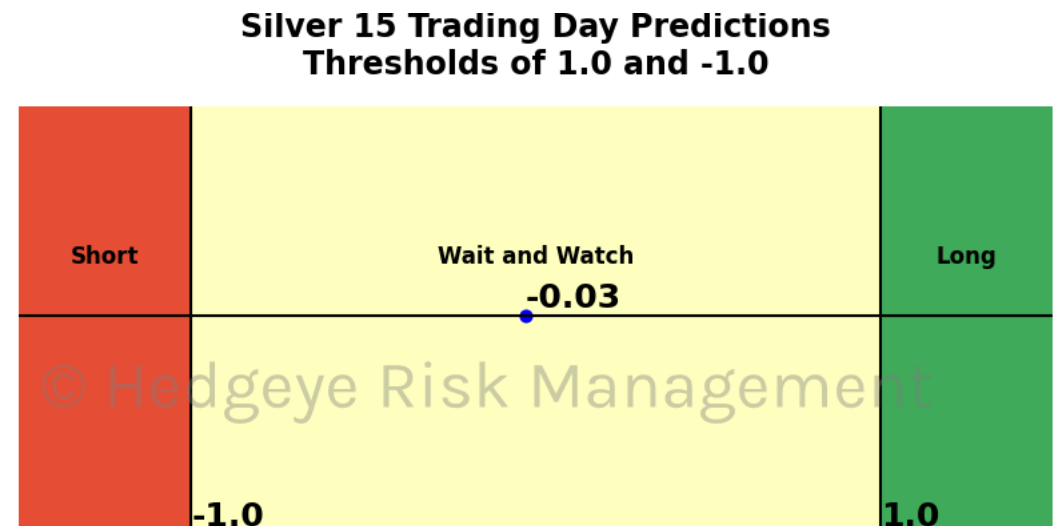 Silver 15 Trading Day Predictions
Thresholds of 1.0 and -1.0
Short
Wait and Watch
Long
-0.03
© Hedgeye Risk Management
-1.0
1.0